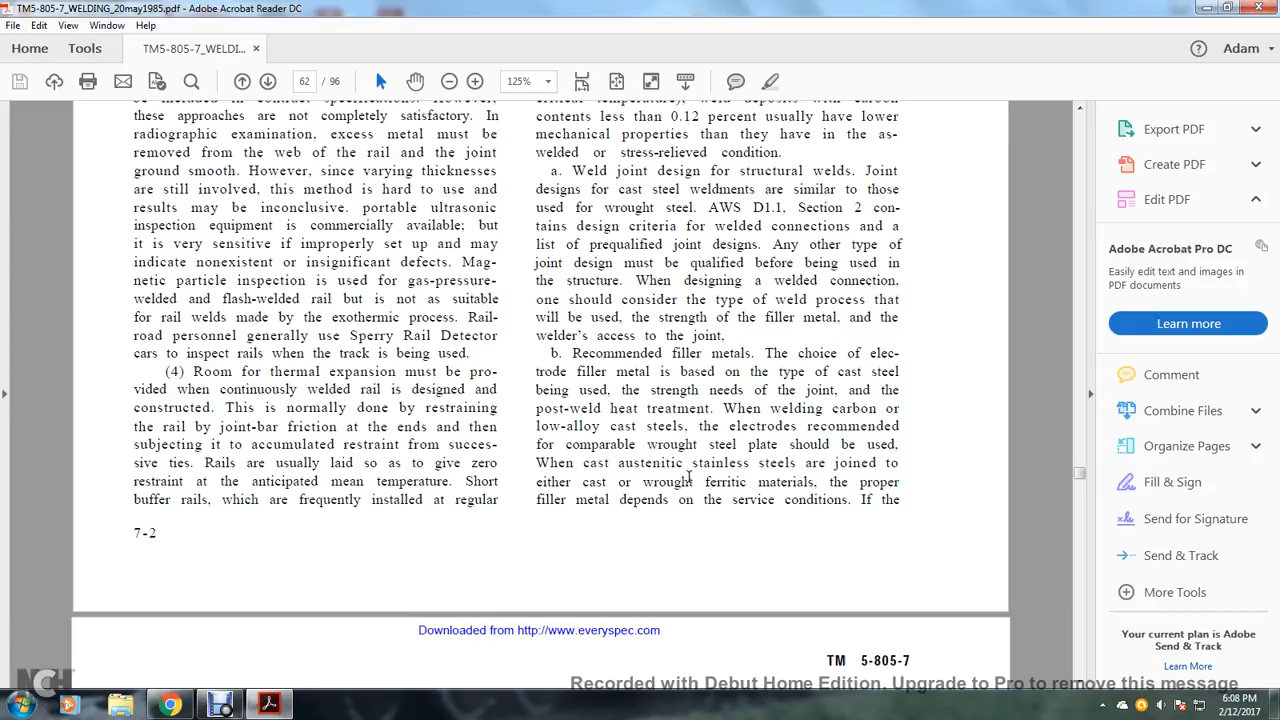 TM5-805-7_WELDING_20may1985.pdf - Adobe Acrobat Reader DC
File Edit View Window Help
Home Tools TM5-805-7_WELDI... × Adam
62 / 96 125%
be included in contract specifications. However,
these approaches are not completely satisfactory. In
radiographic examination, excess metal must be
removed from the web of the rail and the joint
ground smooth. However, since varying thicknesses
are still involved, this method is hard to use and
results may be inconclusive. portable ultrasonic
inspection equipment is commercially available; but
it is very sensitive if improperly set up and may
indicate nonexistent or insignificant defects. Mag-
netic particle inspection is used for gas-pressure-
welded and flash-welded rail but is not as suitable
for rail welds made by the exothermic process. Rail-
road personnel generally use Sperry Rail Detector
cars to inspect rails when the track is being used.
(4) Room for thermal expansion must be pro-
vided when continuously welded rail is designed and
constructed. This is normally done by restraining
the rail by joint-bar friction at the ends and then
subjecting it to accumulated restraint from succes-
sive ties. Rails are usually laid so as to give zero
restraint at the anticipated mean temperature. Short
buffer rails, which are frequently installed at regular
7-2
critical temperature), weld deposits with carbon
contents less than 0.12 percent usually have lower
mechanical properties than they have in the as-
welded or stress-relieved condition.
a. Weld joint design for structural welds. Joint
designs for cast steel weldments are similar to those
used for wrought steel. AWS D1.1, Section 2 con-
tains design criteria for welded connections and a
list of prequalified joint designs. Any other type of
joint design must be qualified before being used in
the structure. When designing a welded connection,
one should consider the type of weld process that
will be used, the strength of the filler metal, and the
welder's access to the joint,
b. Recommended filler metals. The choice of elec-
trode filler metal is based on the type of cast steel
being used, the strength needs of the joint, and the
post-weld heat treatment. When welding carbon or
low-alloy cast steels, the electrodes recommended
for comparable wrought steel plate should be used,
When cast austenitic stainless steels are joined to
either cast or wrought ferritic materials, the proper
filler metal depends on the service conditions. If the
Downloaded from http://www.everyspec.com
TM 5-805-7
Export PDF
Create PDF
Edit PDF
Adobe Acrobat Pro DC
Easily edit text and images in
PDF documents
Learn more
Comment
Combine Files
Organize Pages
Fill & Sign
Send for Signature
Send & Track
More Tools
Your current plan is Adobe
Send & Track
Learn More
NCH
Recorded with Debut Home Edition. Upgrade to Pro to remove this message
6:08 PM
2/12/2017